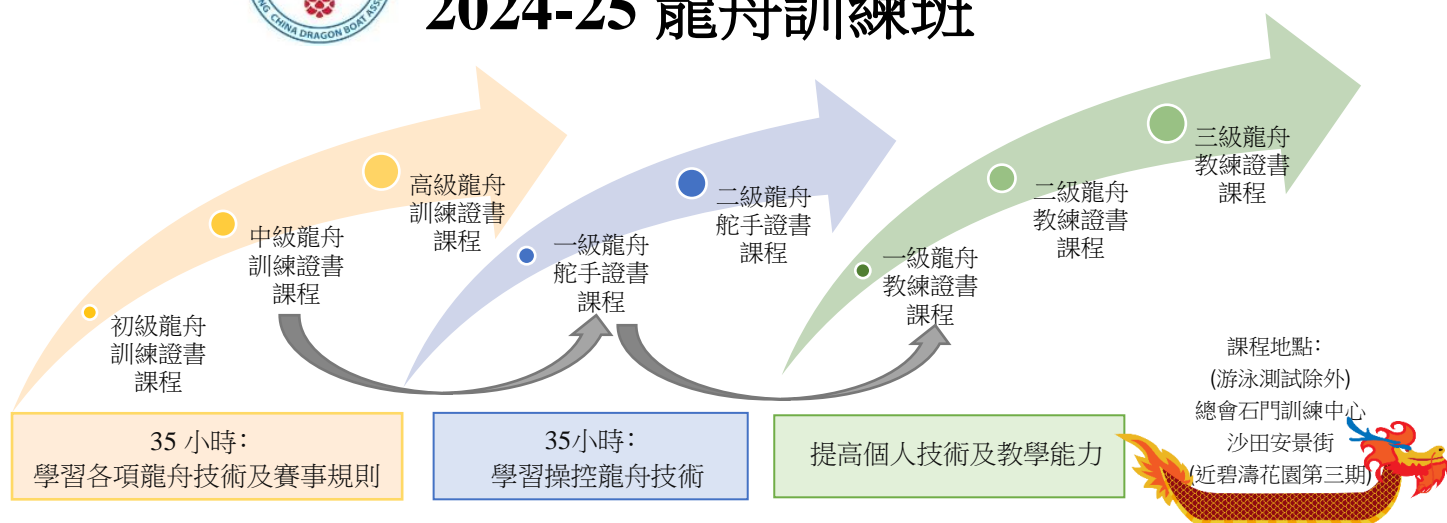 CHINA DRAGON BOAT
2024-25 龍舟訓練班
初級龍舟
訓練證書
課程
中級龍舟
訓練證書
課程
高級龍舟
訓練證書
課程
一級龍舟
舵手證書
課程
二級龍舟
舵手證書
課程
一級龍舟
教練證書
課程
二級龍舟
教練證書
課程
三級龍舟
教練證書
課程
35 小時：
學習各項龍舟技術及賽事規則
35小時：
學習操控龍舟技術
提高個人技術及教學能力
課程地點：
(游泳測試除外)
總會石門訓練中心
沙田安景街
(近碧濤花園第三期)